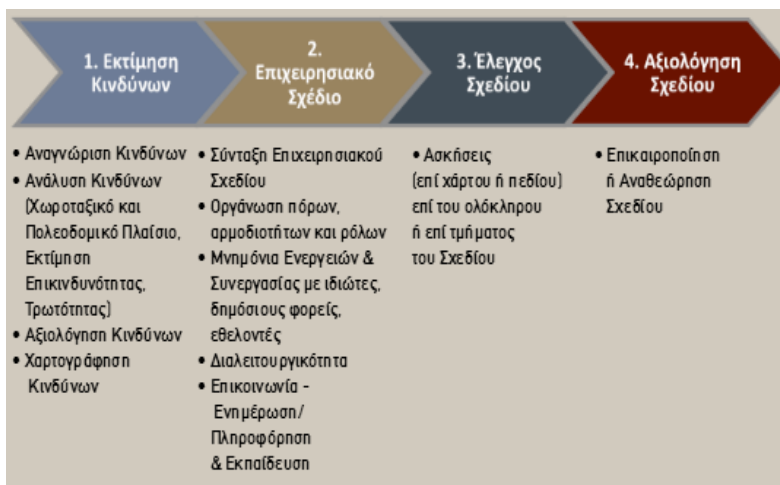 1. Εκτίμηση
Κινδύνων
2.
Επιχειρησιακό
Σχέδιο
3. Έλεγχος
Σχεδίου
4. Αξιολόγηση
Σχεδίου
• Αναγνώριση Κινδύνων
• Ανάλυση Κινδύνων
(Χωροταξικό και
Πολεοδομικό Πλαίσιο,
Εκτίμηση
Επικινδυνότητας,
Τρωτότητας)
• Αξιολόγηση Κινδύνων
• Χαρτογράφηση
Κινδύνων
• Σύνταξη Επιχειρησιακού
Σχεδίου
• Οργάνωση πόρων,
αρμοδιοτήτων και ρόλων
• Μνημόνια Ενεργειών &
Συνεργασίας με ιδιώτες,
δημόσιους φορείς,
εθελοντές
• Διαλειτουργικότητα
• Επικοινωνία -
Ενημέρωση/
Πληροφόρηση
& Εκπαίδευση
• Ασκήσεις
(επί χάρτου ή πεδίου)
επί του ολόκληρου
ή επί τμήματος
του Σχεδίου
• Επικαιροποίηση
ή Αναθεώρηση
Σχεδίου